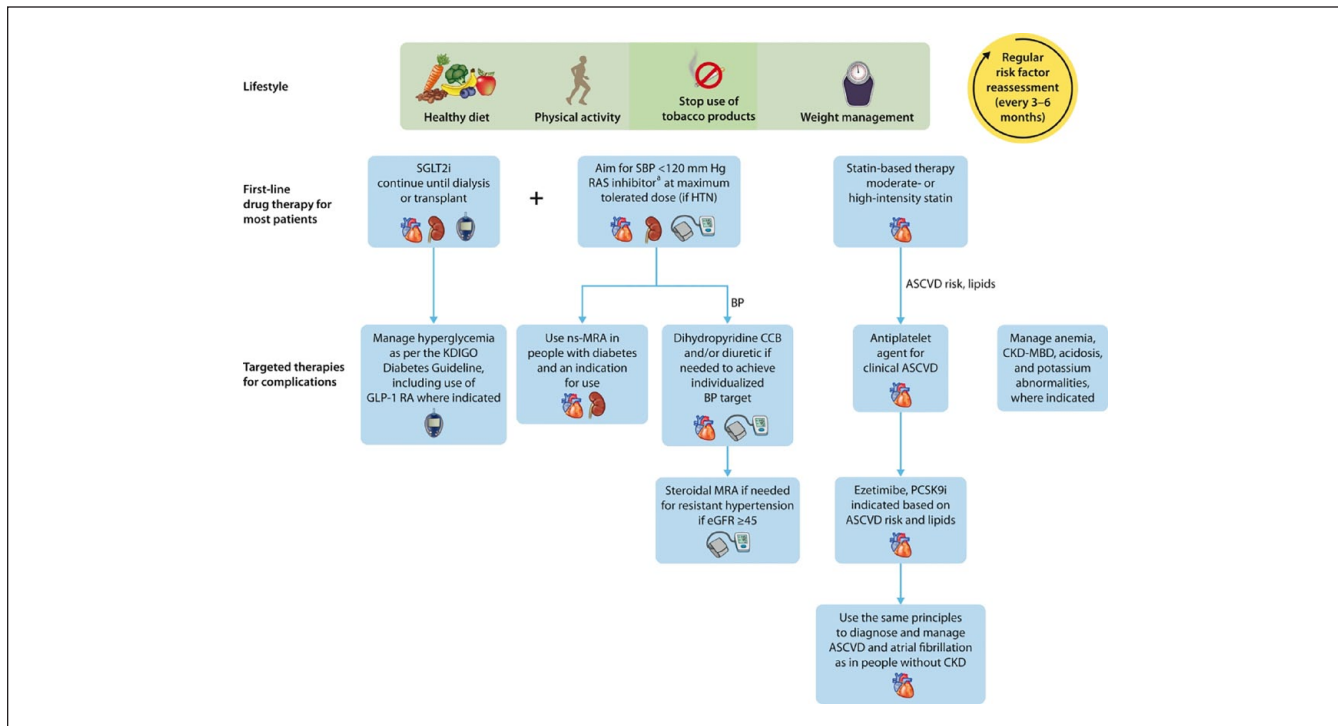 Lifestyle
Healthy diet
Physical activity
Stop use of
tobacco products
Weight management
Regular
risk factor
reassessment
(every 3–6
months)
First-line
drug therapy for
most patients
SGLT2i
continue until dialysis
or transplant
+
Aim for SBP <120 mm Hg
RAS inhibitorᵃ at maximum
tolerated dose (if HTN)
Statin-based therapy
moderate- or
high-intensity statin
ASCVD risk, lipids
BP
Targeted therapies
for complications
Manage hyperglycemia
as per the KDIGO
Diabetes Guideline,
including use of
GLP-1 RA where indicated
Use ns-MRA in
people with diabetes
and an indication
for use
Dihydropyridine CCB
and/or diuretic if
needed to achieve
individualized
BP target
Antiplatelet
agent for
clinical ASCVD
Manage anemia,
CKD-MBD, acidosis,
and potassium
abnormalities,
where indicated
Steroidal MRA if needed
for resistant hypertension
if eGFR ≥45
Ezetimibe, PCSK9i
indicated based on
ASCVD risk and lipids
Use the same principles
to diagnose and manage
ASCVD and atrial fibrillation
as in people without CKD